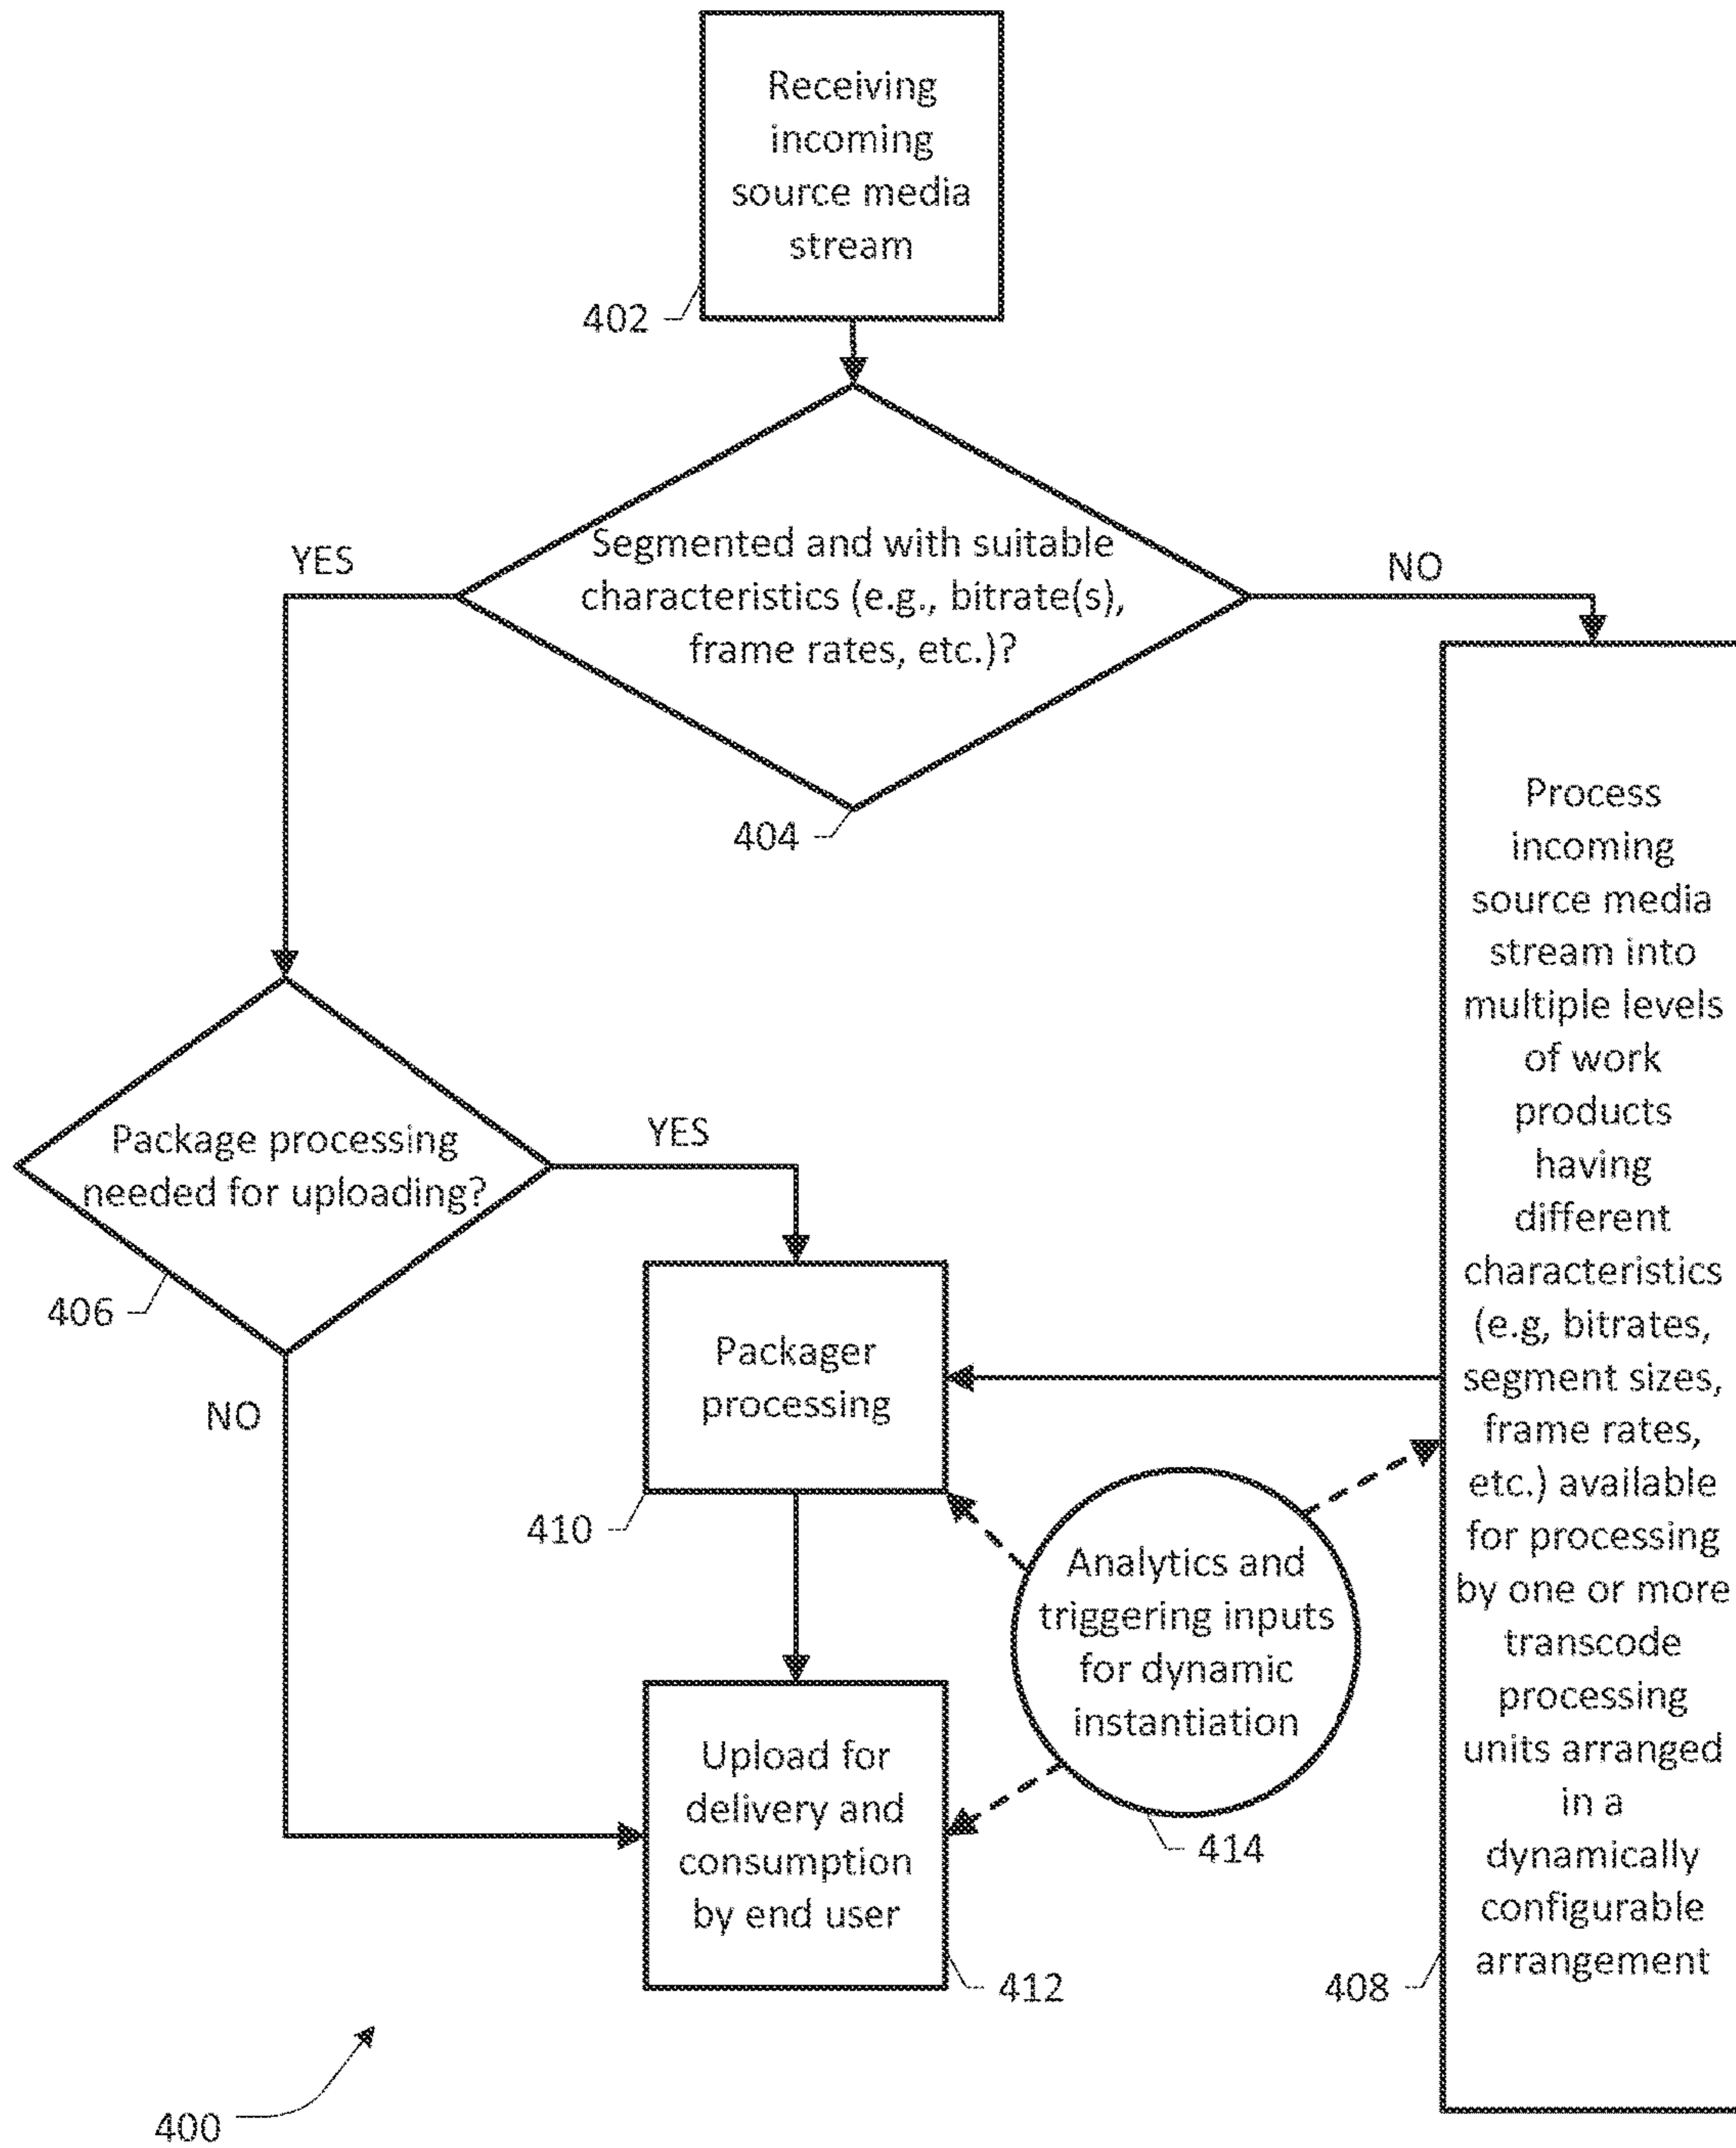 Receiving
incoming
source media
stream
402
Segmented and with suitable
characteristics (e.g., bitrate(s),
frame rates, etc.)?
404
YES
NO
Package processing
needed for uploading?
406
YES
NO
Process
incoming
source media
stream into
multiple levels
of work
products
having
different
characteristics
(e.g, bitrates,
segment sizes,
frame rates,
etc.) available
for processing
by one or more
transcode
processing
units arranged
in a
dynamically
configurable
arrangement
408
Packager
processing
410
Analytics and
triggering inputs
for dynamic
instantiation
414
Upload for
delivery and
consumption
by end user
412
400